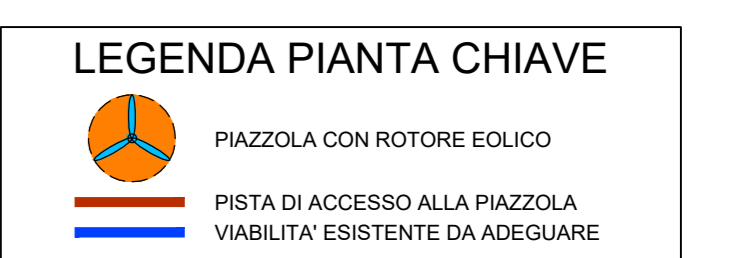 LEGENDA PIANTA CHIAVE
PIAZZOLA CON ROTORE EOLICO
PISTA DI ACCESSO ALLA PIAZZOLA
VIABILITA' ESISTENTE DA ADEGUARE